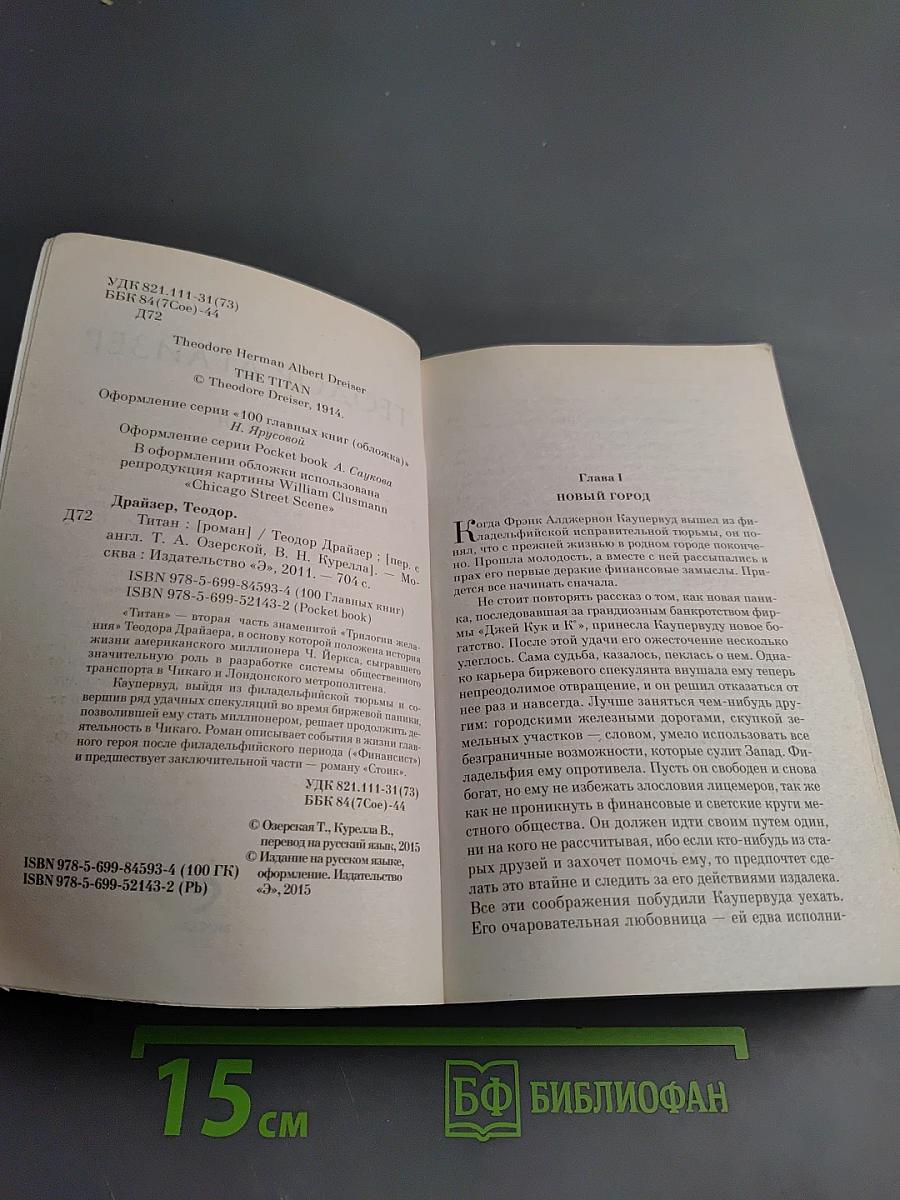 УДК 821.111-31(73)
ББК 84(7Сое)-44
Д72
Theodore Herman Albert Dreiser
THE TITAN
© Theodore Dreiser, 1914.
Оформление серии «100 главных книг (обложка)»
Н. Ярусовой
Оформление серии Pocket book А. Саукова
В оформлении обложки использована
репродукция картины William Clusmann
«Chicago Street Scene»
Драйзер, Теодор.
Д72 Титан : [роман] / Теодор Драйзер ; [пер. с
англ. Т. А. Озерской, В. Н. Курелла]. — Мо-
сква : Издательство «Э», 2011. — 704 с.
ISBN 978-5-699-84593-4 (100 Главных книг)
ISBN 978-5-699-52143-2 (Pocket book)
«Титан» — вторая часть знаменитой «Трилогии жела-
ния» Теодора Драйзера, в основу которой положена история
жизни американского миллионера Ч. Йеркса, сыгравшего
значительную роль в разработке системы общественного
транспорта в Чикаго и Лондонского метрополитена.
Каупервуд, выйдя из филадельфийской тюрьмы и со-
вершив ряд удачных спекуляций во время биржевой паники,
позволившей ему стать миллионером, решает продолжить де-
ятельность в Чикаго. Роман описывает события в жизни глав-
ного героя после филадельфийского периода («Финансист»)
и предшествует заключительной части — роману «Стоик».
УДК 821.111-31(73)
ББК 84(7Сое)-44
© Озерская Т., Курелла В.,
перевод на русский язык, 2015
© Издание на русском языке,
оформление. Издательство
«Э», 2015
ISBN 978-5-699-84593-4 (100 ГК)
ISBN 978-5-699-52143-2 (Pb)
Глава I
НОВЫЙ ГОРОД
Когда Фрэнк Алджернон Каупервуд вышел из фи-
ладельфийской исправительной тюрьмы, он по-
нял, что с прежней жизнью в родном городе поконче-
но. Прошла молодость, а вместе с ней рассыпались в
прах его первые дерзкие финансовые замыслы. При-
дется все начинать сначала.
Не стоит повторять рассказ о том, как новая пани-
ка, последовавшая за грандиозным банкротством фир-
мы «Джей Кук и К°», принесла Каупервуду новое бо-
гатство. После этой удачи его ожесточение несколько
улеглось. Сама судьба, казалось, пеклась о нем. Одна-
ко карьера биржевого спекулянта внушала ему теперь
непреодолимое отвращение, и он решил отказаться от
нее раз и навсегда. Лучше заняться чем-нибудь дру-
гим: городскими железными дорогами, скупкой зе-
мельных участков — словом, умело использовать все
безграничные возможности, которые сулит Запад. Фи-
ладельфия ему опротивела. Пусть он свободен и снова
богат, но ему не избежать злословия лицемеров, так же
как не проникнуть в финансовые и светские круги ме-
стного общества. Он должен идти своим путем один,
ни на кого не рассчитывая, ибо если кто-нибудь из ста-
рых друзей и захочет помочь ему, то предпочтет сде-
лать это втайне и следить за его действиями издалека.
Все эти соображения побудили Каупервуда уехать.
Его очаровательная любовница — ей едва исполни-
15 см
БФ БИБЛИОФАН